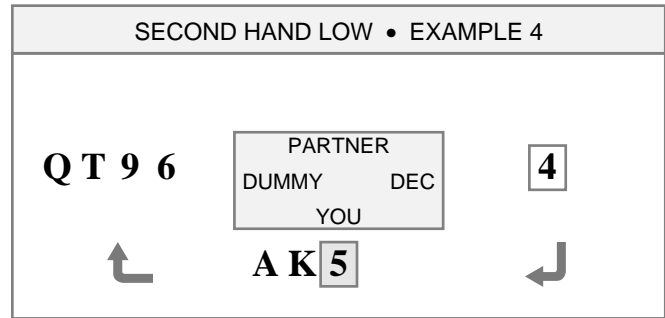 SECOND HAND LOW • EXAMPLE 4
Q T 9 6
PARTNER
DUMMY DEC
YOU
4
A K 5